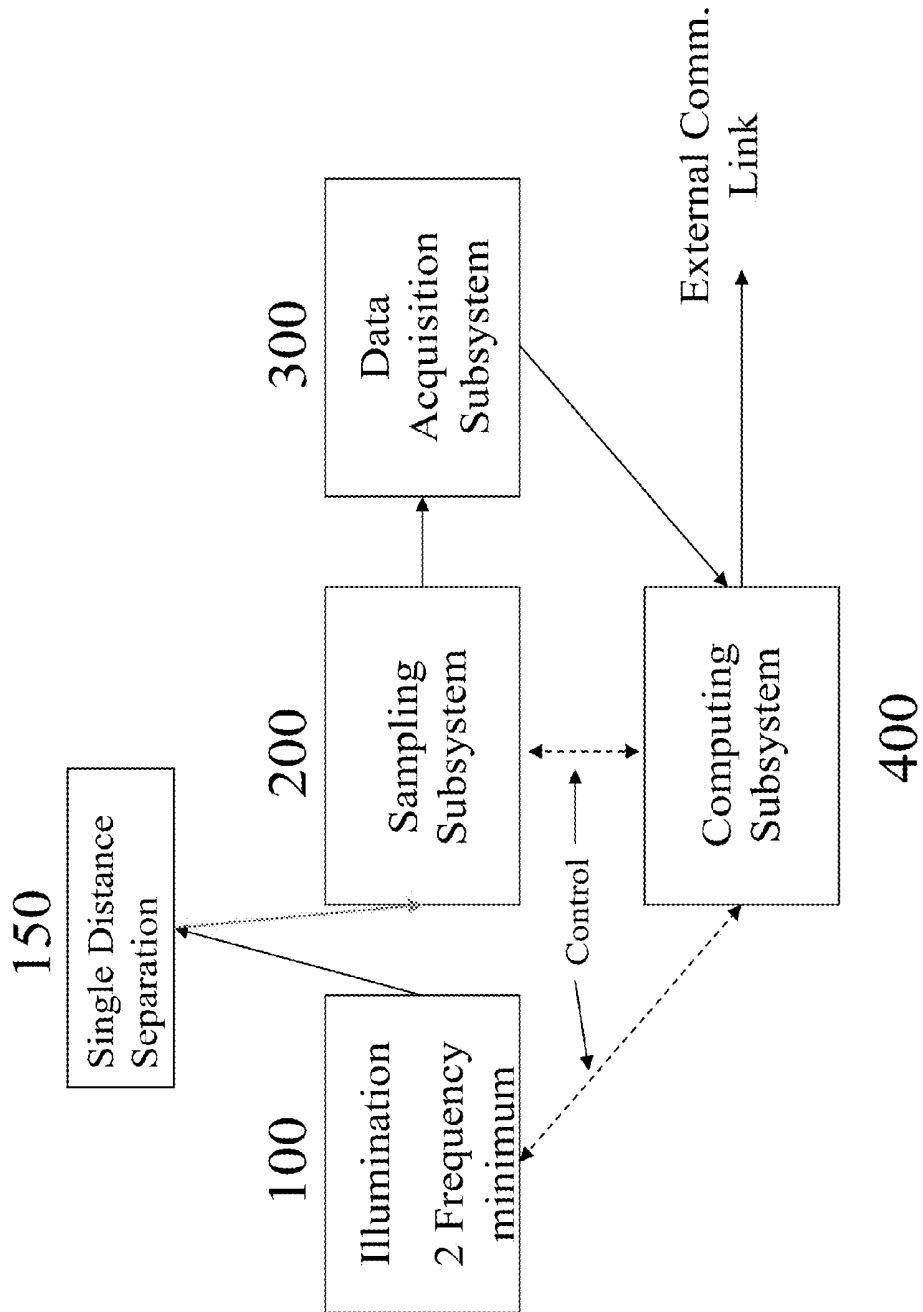 150
Single Distance
Separation
100
Illumination
2 Frequency
minimum
200
Sampling
Subsystem
300
Data
Acquisition
Subsystem
Control
Computing
Subsystem
400
External Comm.
Link